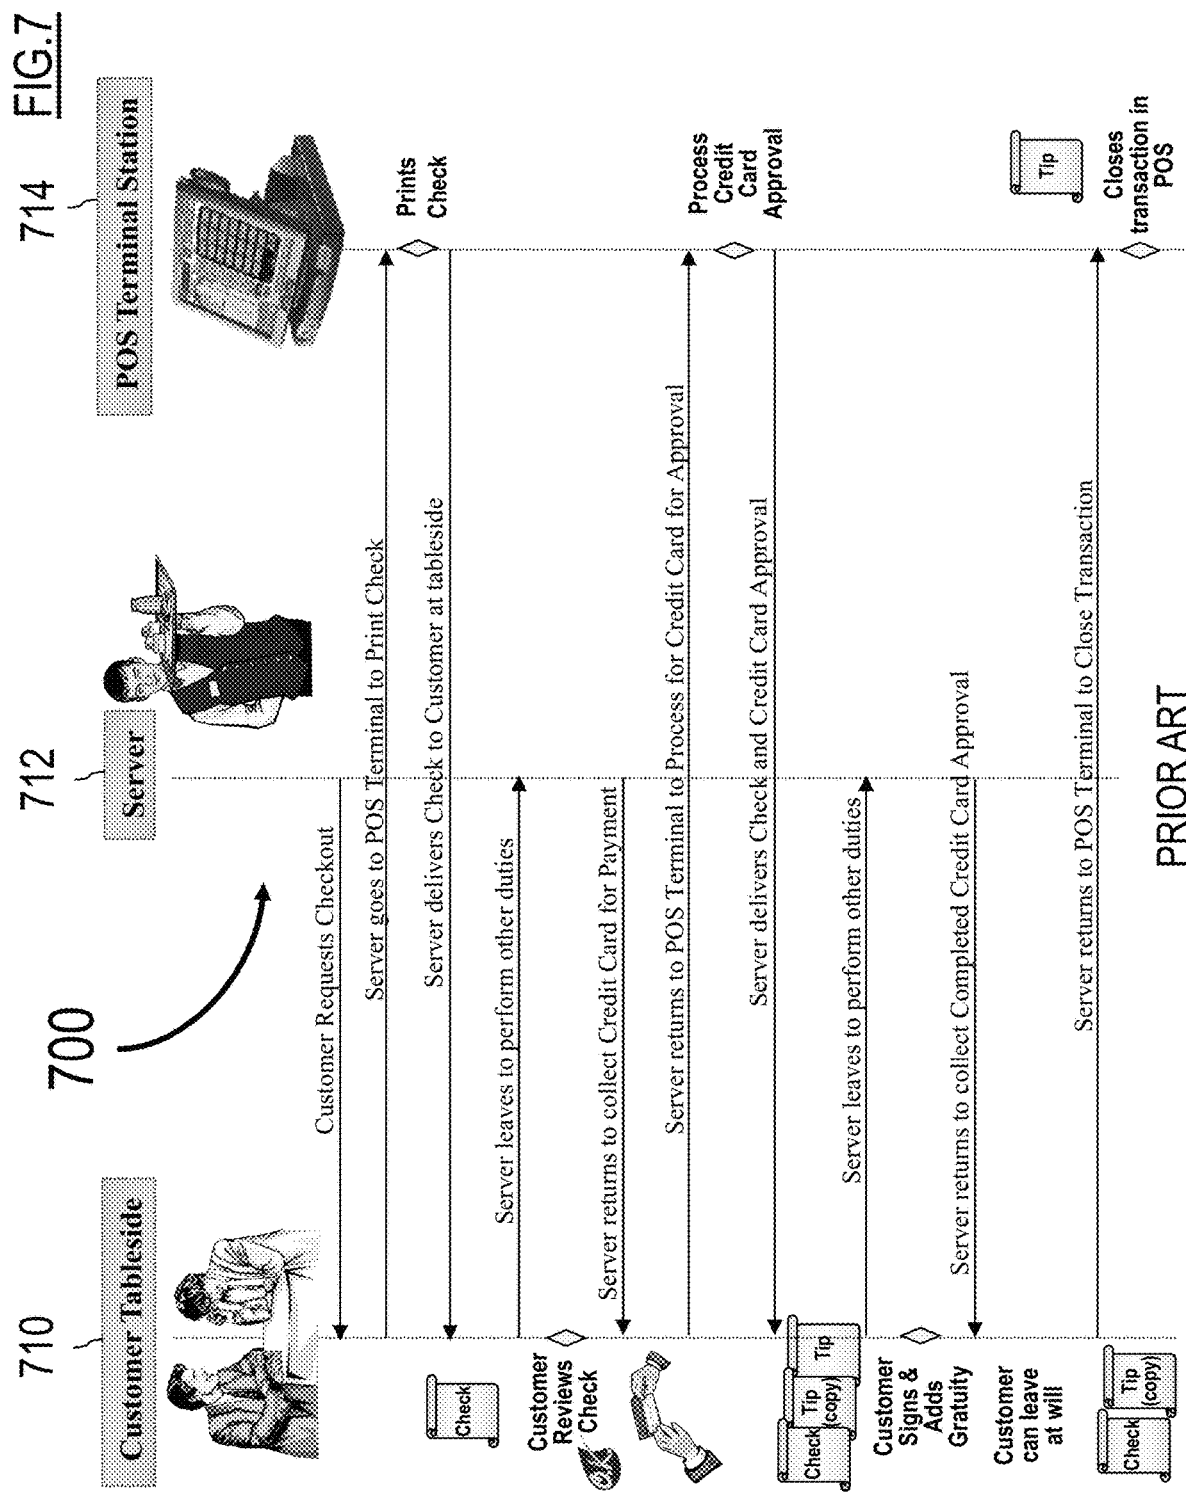 FIG.7
710
712
714
Customer Tableside
Server
POS Terminal Station
700
Customer Requests Checkout
Server goes to POS Terminal to Print Check
Prints
Check
Server delivers Check to Customer at tableside
Check
Server leaves to perform other duties
Customer
Reviews
Check
OK
Server returns to collect Credit Card for Payment
Server returns to POS Terminal to Process for Credit Card for Approval
Process
Credit
Card
Approval
Server delivers Check and Credit Card Approval
Check
Tip
(copy)
Tip
Server leaves to perform other duties
Customer
Signs &
Adds
Gratuity
Server returns to collect Completed Credit Card Approval
Customer
can leave
at will
Tip
Server returns to POS Terminal to Close Transaction
Check
Tip
(copy)
Closes
transaction in
POS
PRIOR ART